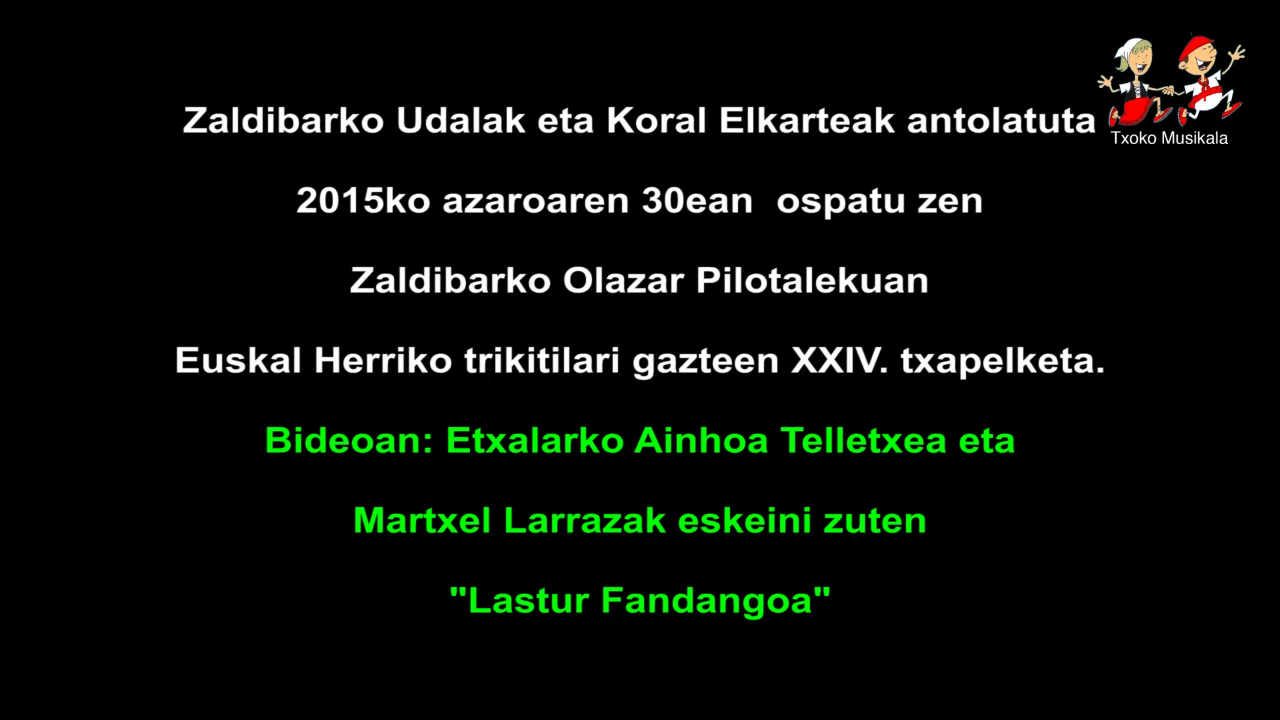 Zaldibarko Udalak eta Koral Elkarteak antolatuta
Txoko Musikala
2015ko azaroaren 30ean  ospatu zen
Zaldibarko Olazar Pilotalekuan
Euskal Herriko trikitilari gazteen XXIV. txapelketa.
Bideoan: Etxalarko Ainhoa Telletxea eta
Martxel Larrazak eskeini zuten
"Lastur Fandangoa"